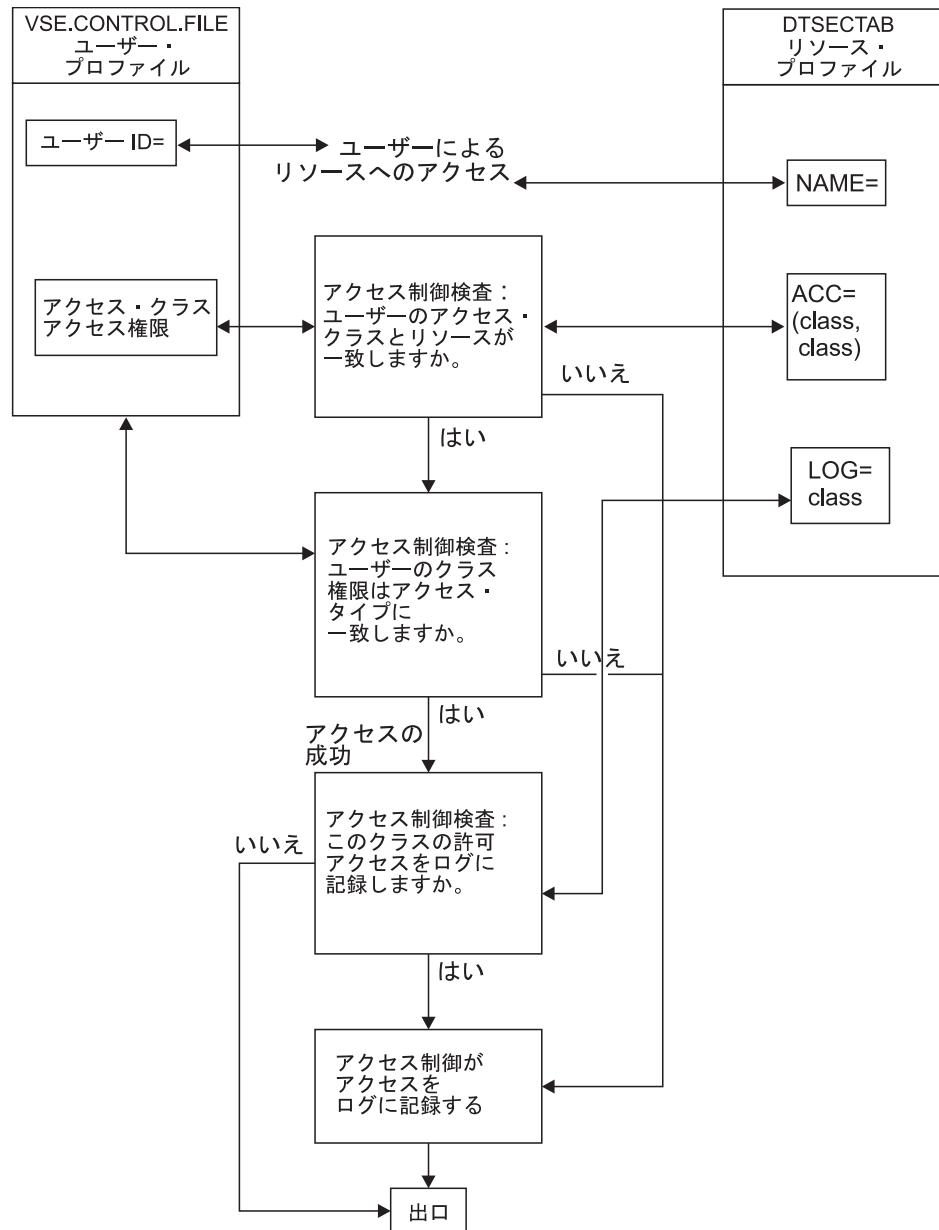 VSE.CONTROL.FILE
ユーザー・
プロファイル
ユーザー ID=
アクセス・クラス
アクセス権限
ユーザーによる
リソースへのアクセス
DTSECTAB
リソース・
プロファイル
NAME=
ACC=
(class,
class)
LOG=
class
アクセス制御検査：
ユーザーのアクセス・
クラスとリソースが
一致しますか。
いいえ
はい
アクセス制御検査：
ユーザーのクラス
権限はアクセス・
タイプに
一致しますか。
いいえ
はい
アクセスの
成功
アクセス制御検査：
このクラスの許可
アクセスをログに
記録しますか。
いいえ
はい
アクセス制御が
アクセスを
ログに記録する
出口